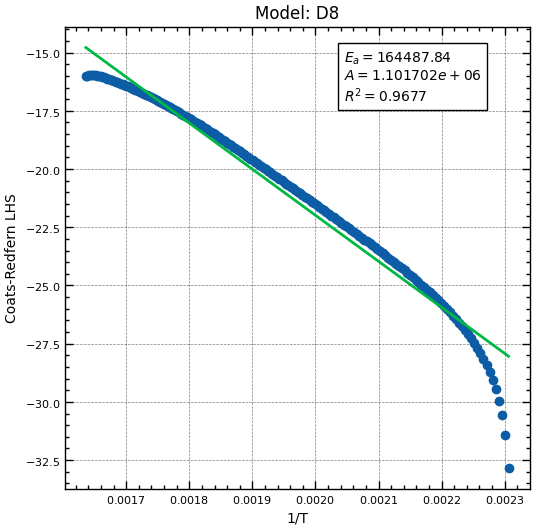 Model: D8
Eₐ = 164487.84
A = 1.101702e + 06
R² = 0.9677
Coats-Redfern LHS
−15.0
−17.5
−20.0
−22.5
−25.0
−27.5
−30.0
−32.5
0.0017 0.0018 0.0019 0.0020 0.0021 0.0022 0.0023
1/T